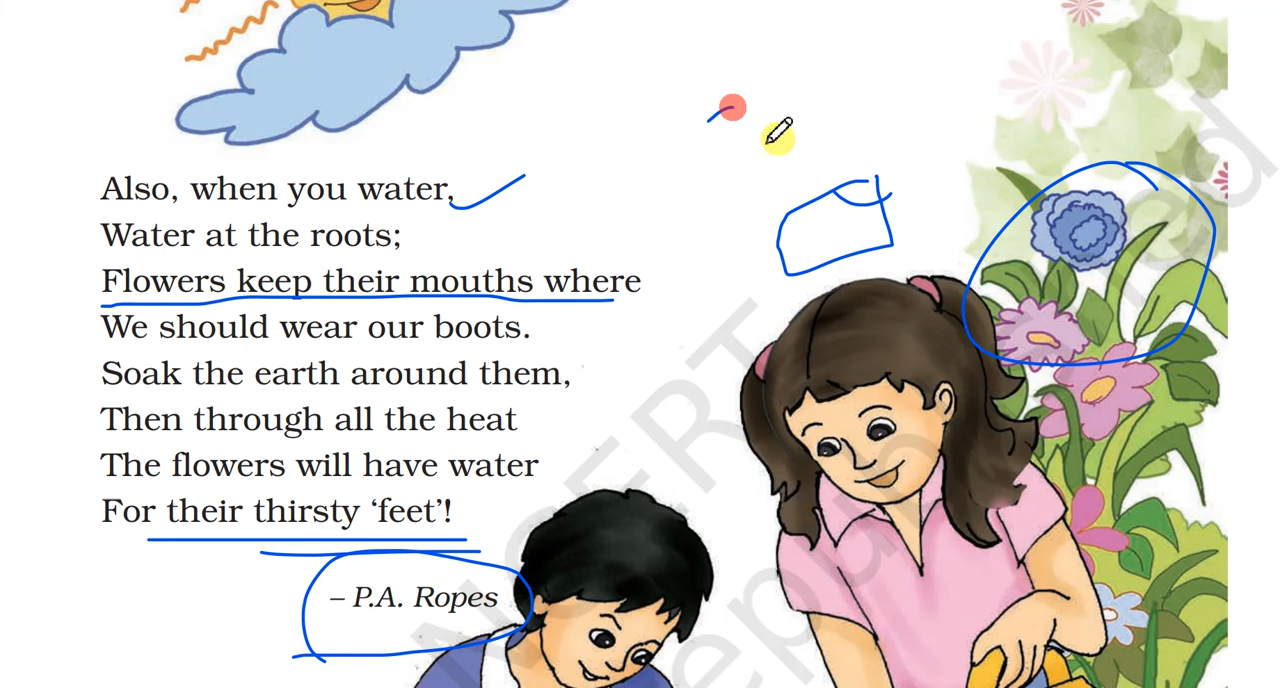 Also, when you water,
Water at the roots;
Flowers keep their mouths where
We should wear our boots.
Soak the earth around them,
Then through all the heat
The flowers will have water
For their thirsty ‘feet’!
– P.A. Ropes
NCERT